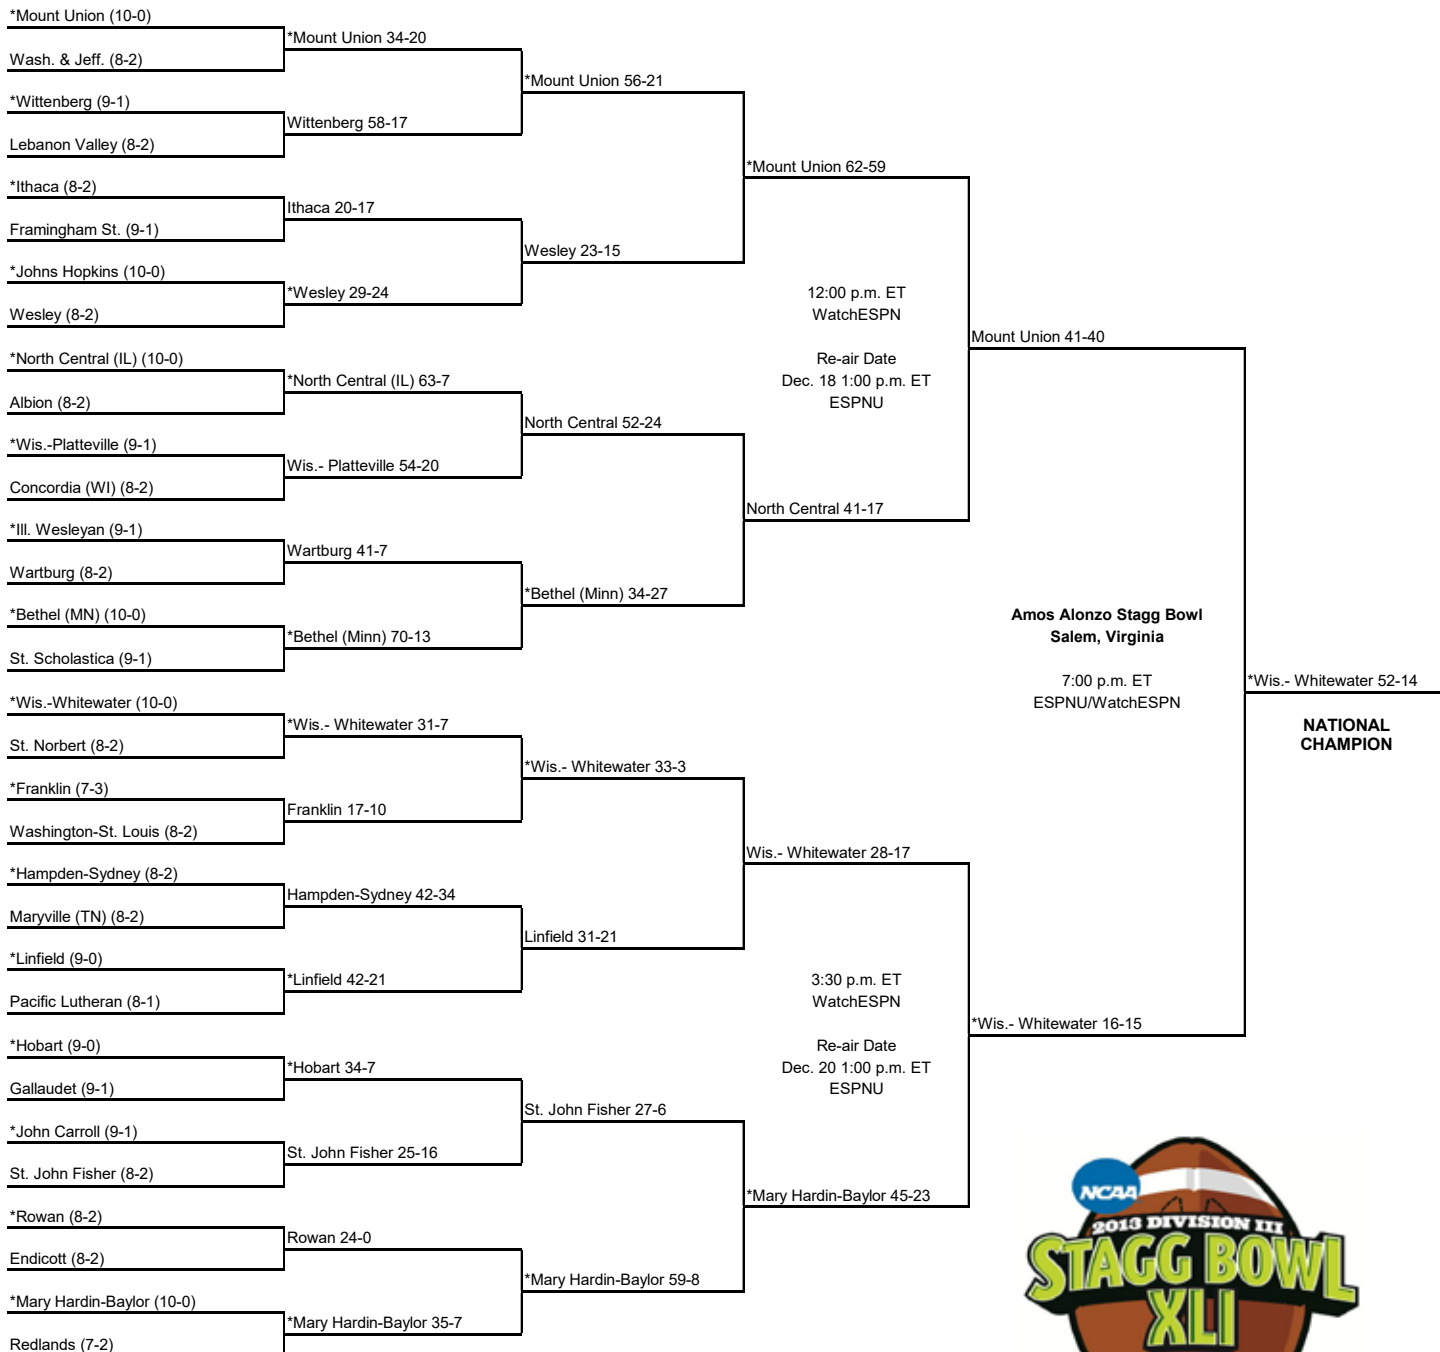 *Mount Union (10-0)
Wash. & Jeff. (8-2)
*Wittenberg (9-1)
Lebanon Valley (8-2)
*Ithaca (8-2)
Framingham St. (9-1)
*Johns Hopkins (10-0)
Wesley (8-2)
*North Central (IL) (10-0)
Albion (8-2)
*Wis.-Platteville (9-1)
Concordia (WI) (8-2)
*Ill. Wesleyan (9-1)
Wartburg (8-2)
*Bethel (MN) (10-0)
St. Scholastica (9-1)
*Wis.-Whitewater (10-0)
St. Norbert (8-2)
*Franklin (7-3)
Washington-St. Louis (8-2)
*Hampden-Sydney (8-2)
Maryville (TN) (8-2)
*Linfield (9-0)
Pacific Lutheran (8-1)
*Hobart (9-0)
Gallaudet (9-1)
*John Carroll (9-1)
St. John Fisher (8-2)
*Rowan (8-2)
Endicott (8-2)
*Mary Hardin-Baylor (10-0)
Redlands (7-2)
*Mount Union 34-20
Wittenberg 58-17
Ithaca 20-17
*Wesley 29-24
*North Central (IL) 63-7
Wis.- Platteville 54-20
Wartburg 41-7
*Bethel (Minn) 70-13
*Wis.- Whitewater 31-7
Franklin 17-10
Hampden-Sydney 42-34
*Linfield 42-21
*Hobart 34-7
St. John Fisher 25-16
Rowan 24-0
*Mary Hardin-Baylor 35-7
*Mount Union 56-21
Wesley 23-15
North Central 52-24
*Bethel (Minn) 34-27
*Wis.- Whitewater 33-3
Linfield 31-21
St. John Fisher 27-6
*Mary Hardin-Baylor 59-8
*Mount Union 62-59
North Central 41-17
Wis.- Whitewater 28-17
*Mary Hardin-Baylor 45-23
12:00 p.m. ET
WatchESPN
Re-air Date
Dec. 18 1:00 p.m. ET
ESPNU
3:30 p.m. ET
WatchESPN
Re-air Date
Dec. 20 1:00 p.m. ET
ESPNU
Mount Union 41-40
*Wis.- Whitewater 16-15
Amos Alonzo Stagg Bowl
Salem, Virginia
7:00 p.m. ET
ESPNU/WatchESPN
*Wis.- Whitewater 52-14
NATIONAL
CHAMPION
NCAA
2013 DIVISION III
STAGG BOWL
XLI